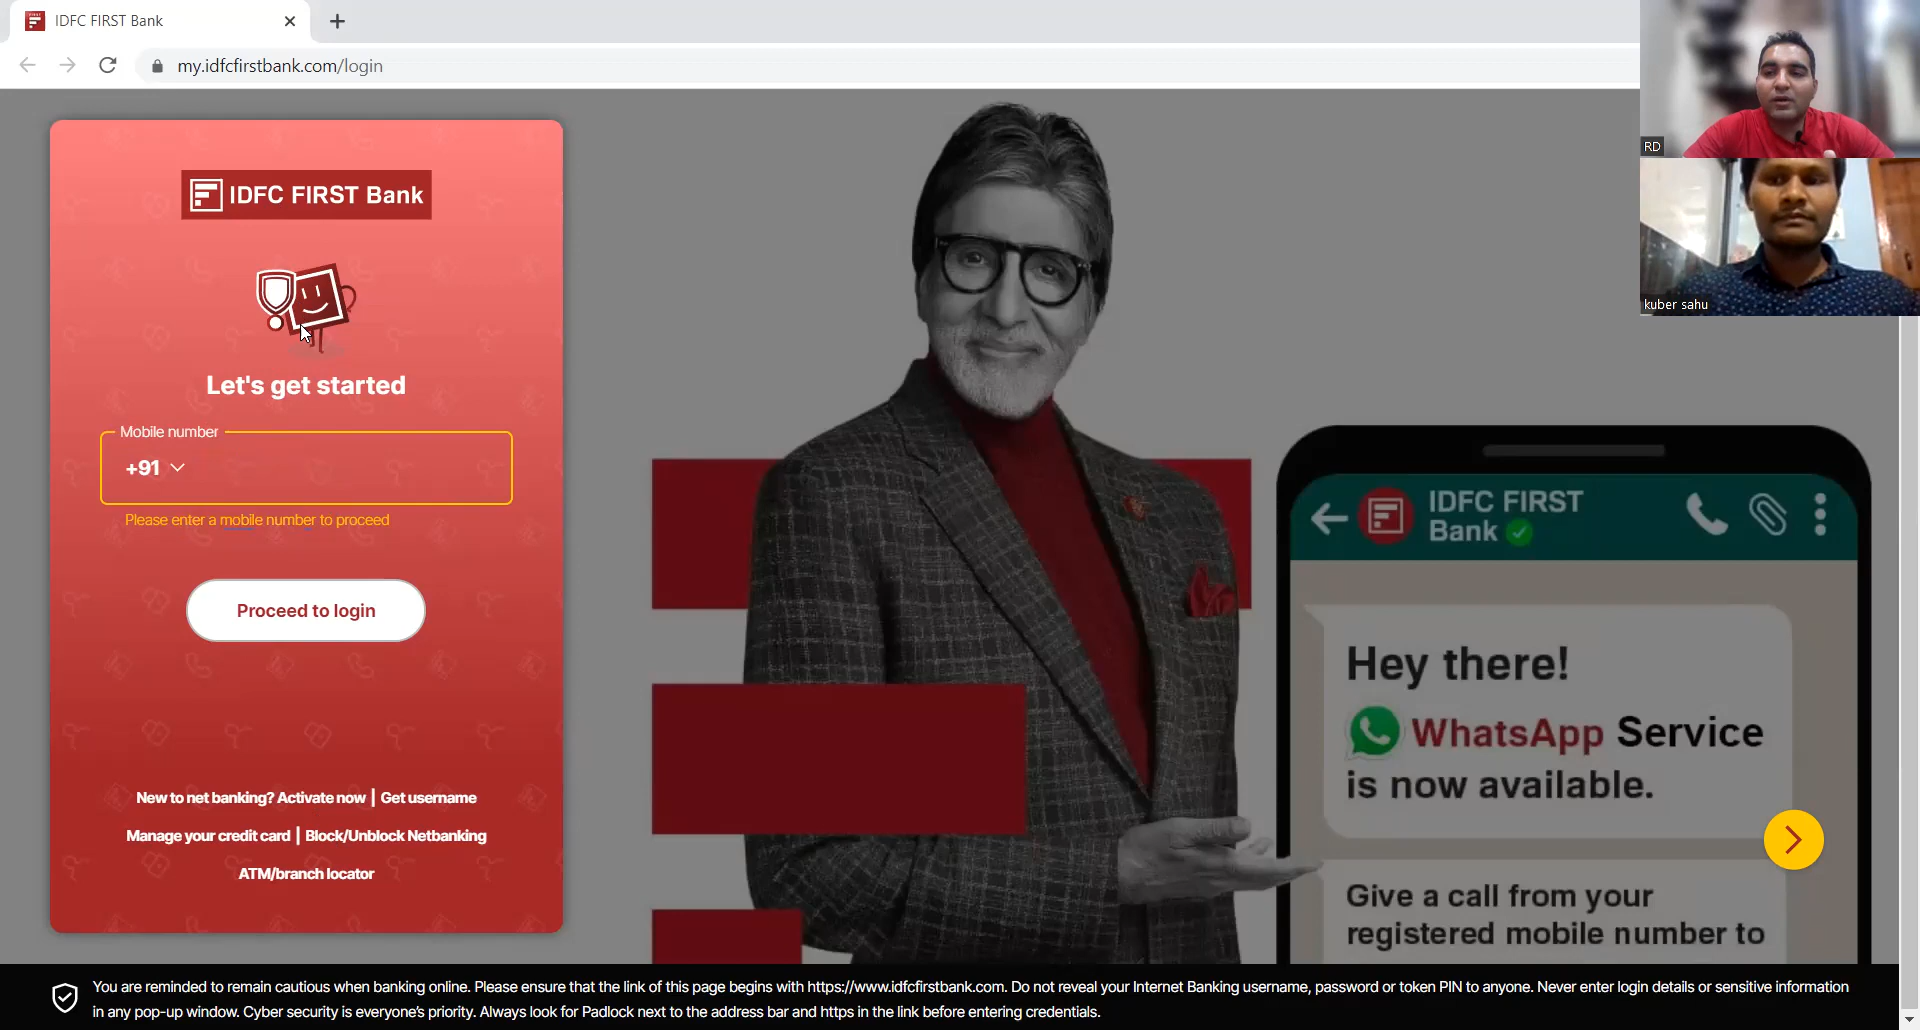 IDFC FIRST Bank
my.idfcfirstbank.com/login
RD
kuber sahu
IDFC FIRST Bank
Let's get started
Mobile number
+91
Please enter a mobile number to proceed
Proceed to login
New to net banking? Activate now | Get username
Manage your credit card | Block/Unblock Netbanking
ATM/branch locator
IDFC FIRST
Bank
Hey there!
WhatsApp Service
is now available.
Give a call from your
registered mobile number to
You are reminded to remain cautious when banking online. Please ensure that the link of this page begins with https://www.idfcfirstbank.com. Do not reveal your Internet Banking username, password or token PIN to anyone. Never enter login details or sensitive information
in any pop-up window. Cyber security is everyone's priority. Always look for Padlock next to the address bar and https in the link before entering credentials.